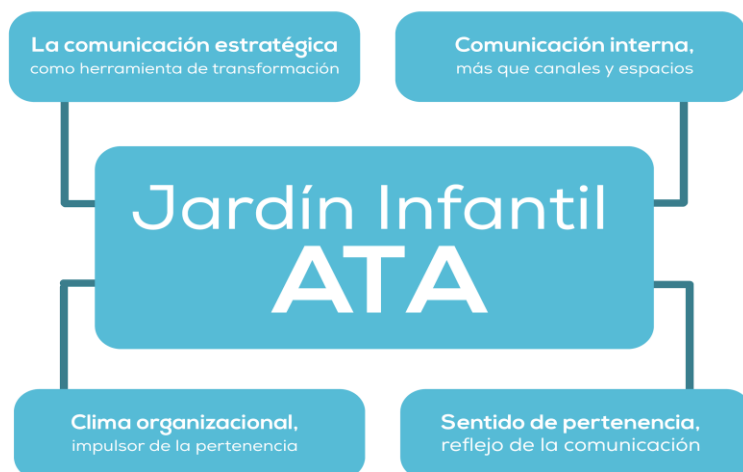 La comunicación estratégica
como herramienta de transformación
Comunicación interna,
más que canales y espacios
Jardín Infantil
ATA
Clima organizacional,
impulsor de la pertenencia
Sentido de pertenencia,
reflejo de la comunicación